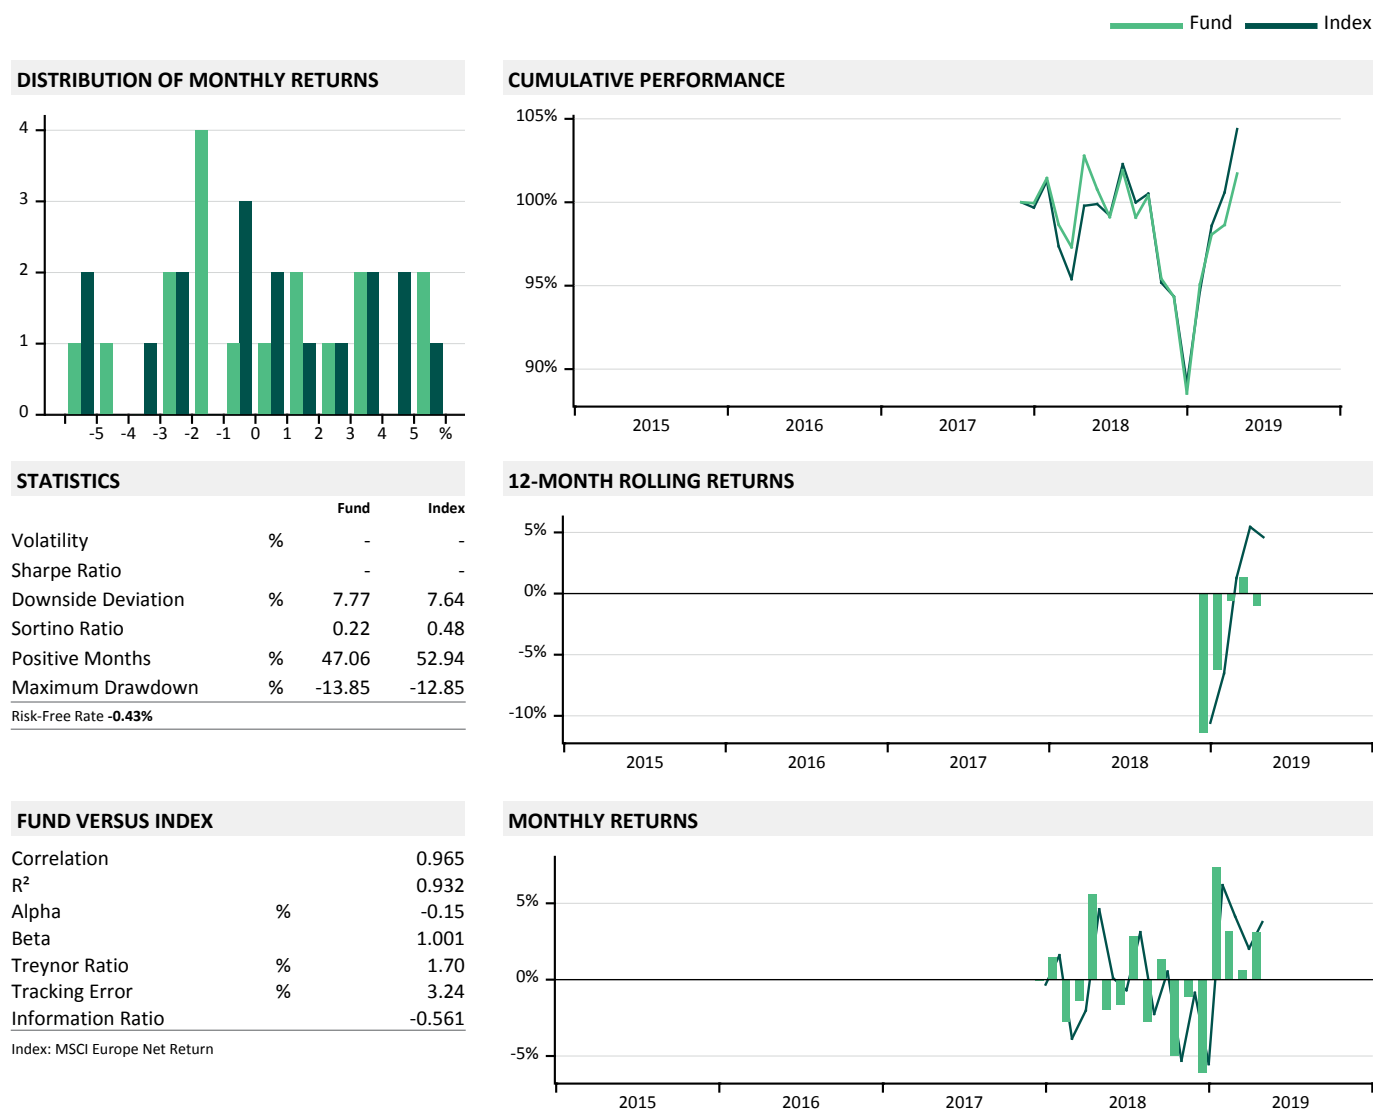 Fund Index
DISTRIBUTION OF MONTHLY RETURNS
4
3
2
1
0
-5 -4 -3 -2 -1 0 1 2 3 4 5 %
CUMULATIVE PERFORMANCE
105%
100%
95%
90%
2015 2016 2017 2018 2019
STATISTICS
Fund Index
Volatility % - -
Sharpe Ratio - -
Downside Deviation % 7.77 7.64
Sortino Ratio 0.22 0.48
Positive Months % 47.06 52.94
Maximum Drawdown % -13.85 -12.85
Risk-Free Rate -0.43%
12-MONTH ROLLING RETURNS
5%
0%
-5%
-10%
2015 2016 2017 2018 2019
FUND VERSUS INDEX
Correlation 0.965
R² 0.932
Alpha % -0.15
Beta 1.001
Treynor Ratio % 1.70
Tracking Error % 3.24
Information Ratio -0.561
Index: MSCI Europe Net Return
MONTHLY RETURNS
5%
0%
-5%
2015 2016 2017 2018 2019